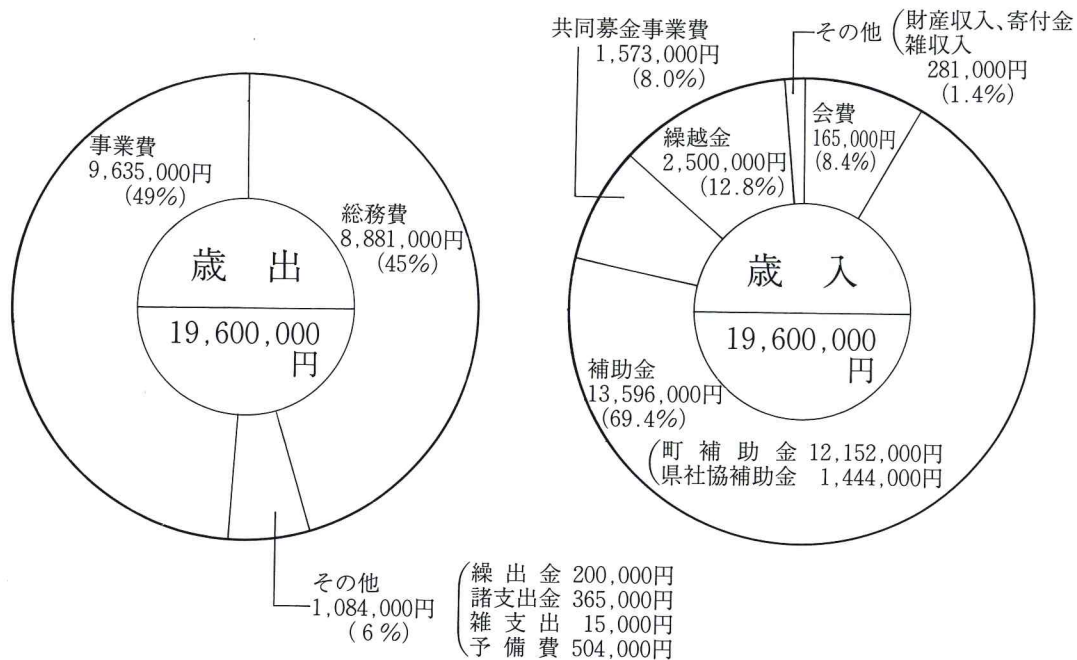 事業費
9,635,000円
(49%)
総務費
8,881,000円
(45%)
歳 出
19,600,000
円
その他
1,084,000円
(6%)
繰出金 200,000円
諸支出金 365,000円
雑支出 15,000円
予備費 504,000円
共同募金事業費
1,573,000円
(8.0%)
その他
財産収入、寄付金
雑収入
281,000円
(1.4%)
繰越金
2,500,000円
(12.8%)
会費
165,000円
(8.4%)
歳 入
19,600,000
円
補助金
13,596,000円
(69.4%)
町補助金 12,152,000円
県社協補助金 1,444,000円